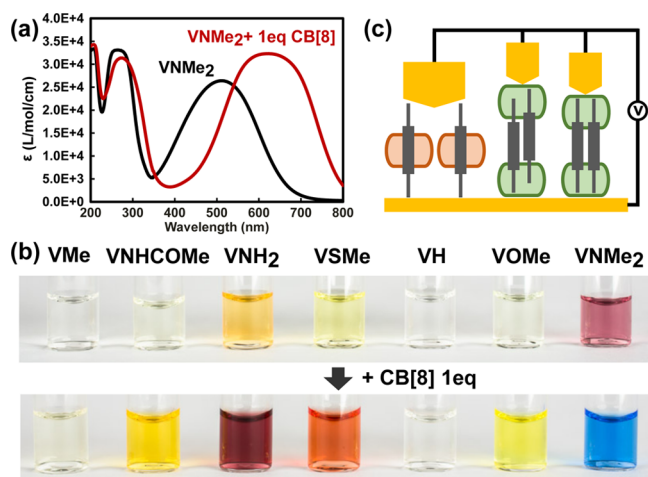 (a)
VNMe2+ 1eq CB[8]
VNMe2
ε (L/mol/cm)
4.0E+4
3.5E+4
3.0E+4
2.5E+4
2.0E+4
1.5E+4
1.0E+4
5.0E+3
0.0E+0
200 300 400 500 600 700 800
Wavelength (nm)
(c)
V
(b) VMe VNHCOMe VNH2 VSMe VH VOMe VNMe2
+ CB[8] 1eq